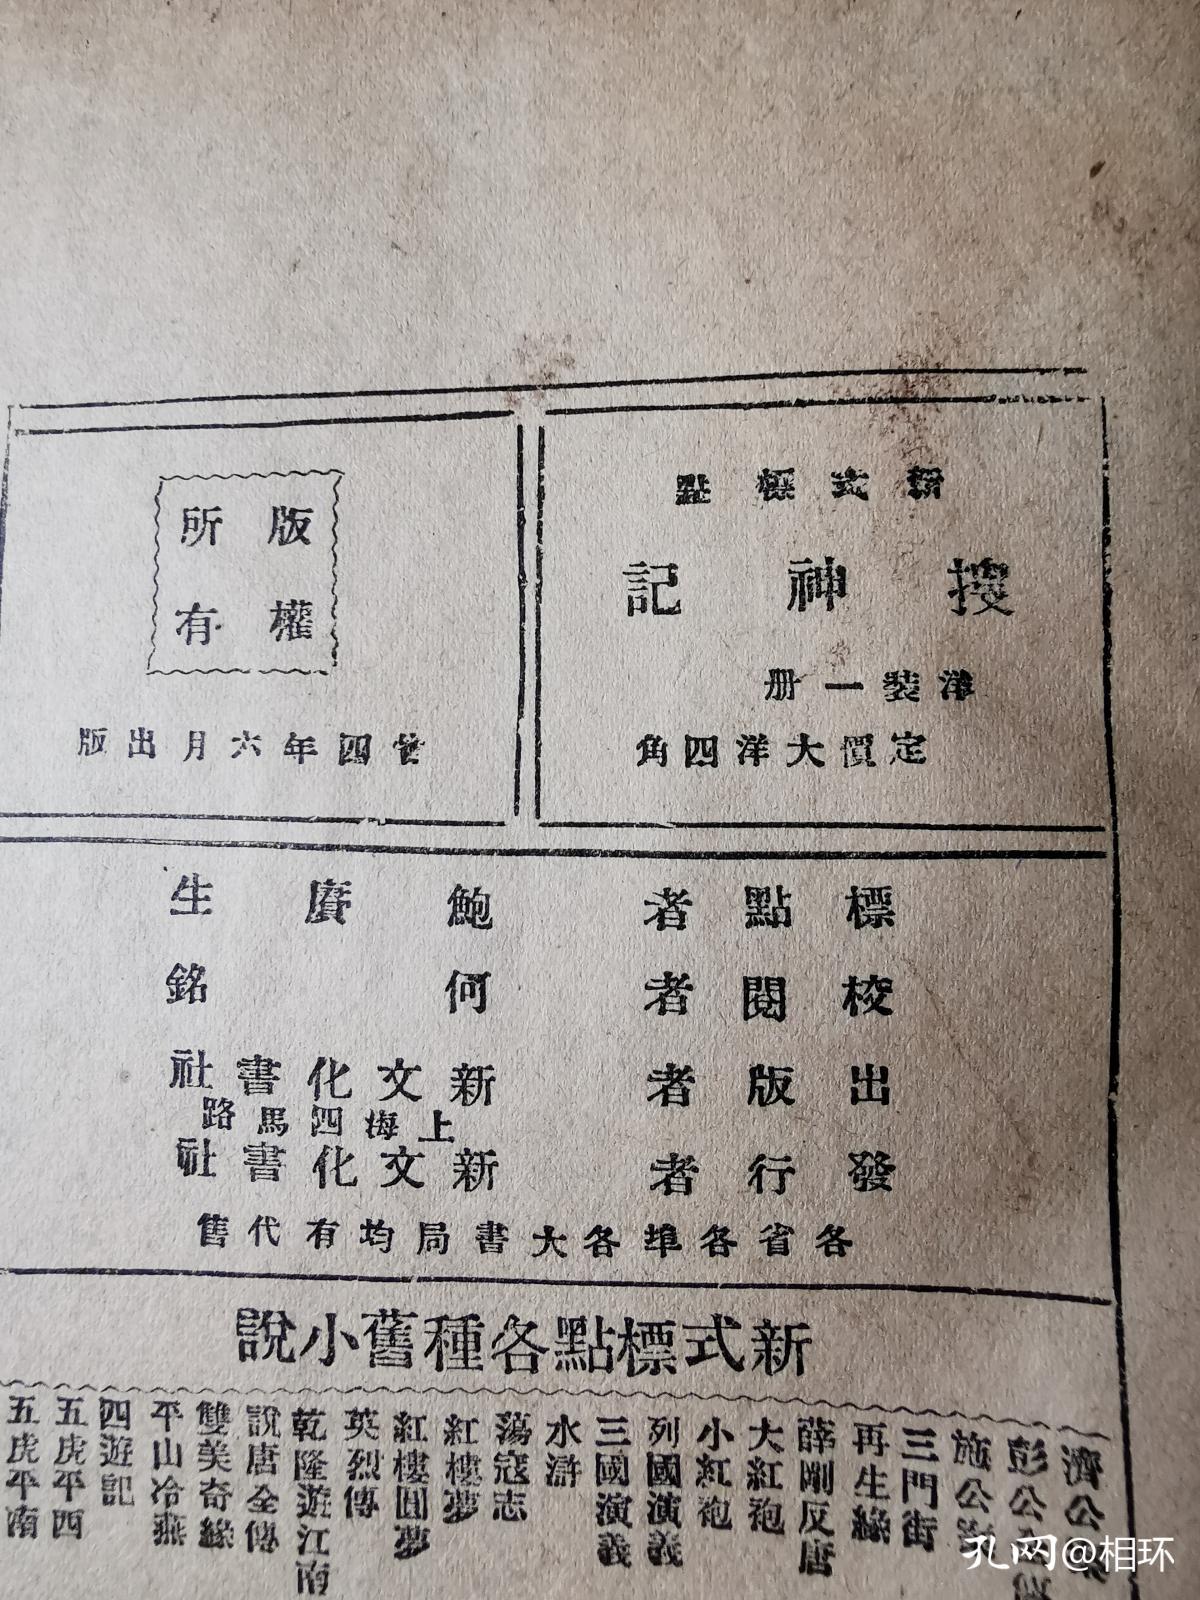 新式標點
搜神記
洋裝一册
定價大洋四角
版權
所有
廿四年六月出版
標點者 鮑賡生
校閱者 何銘
出版者 新文化書社
上海四馬路
發行者 新文化書社
各省各埠各大書局均有代售
新式標點各種舊小說
濟公
彭公
施公
三門街
再生緣
薛剛反唐
大紅袍
小紅袍
列國演義
三國演義
水滸
蕩寇志
紅樓夢
紅樓圓夢
英烈傳
乾隆遊江南
說唐全傳
雙美奇緣
平山冷燕
四遊記
五虎平西
五虎平南
孔网@相环